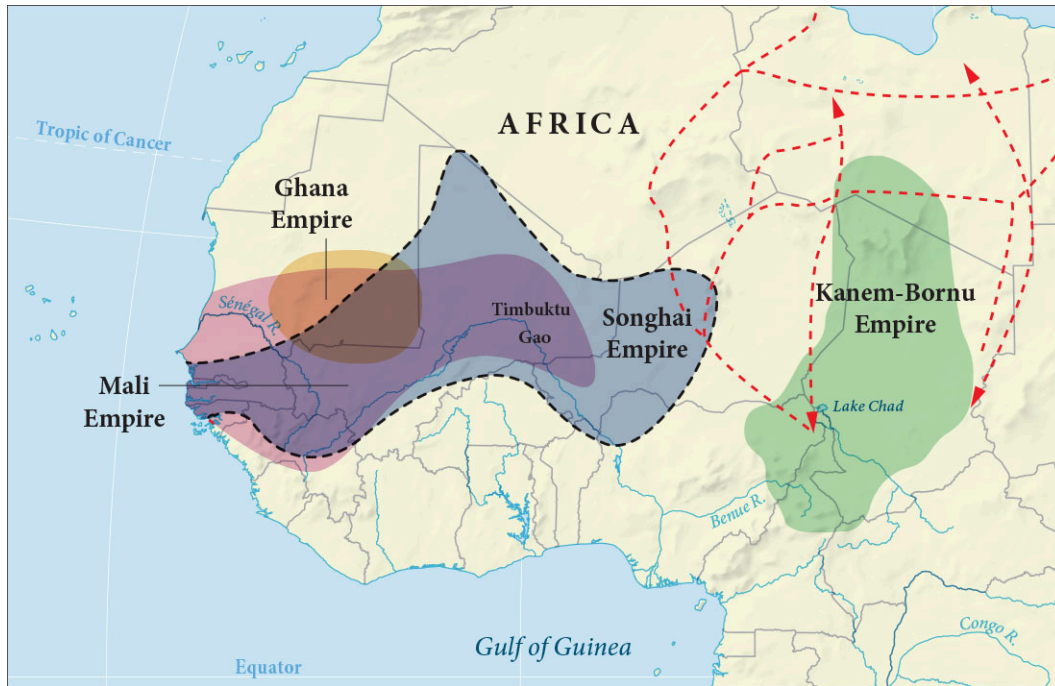 AFRICA
Tropic of Cancer
Ghana
Empire
Sénégal R.
Timbuktu
Gao
Songhai
Empire
Kanem-Bornu
Empire
Mali
Empire
Lake Chad
Benue R.
Congo R.
Gulf of Guinea
Equator